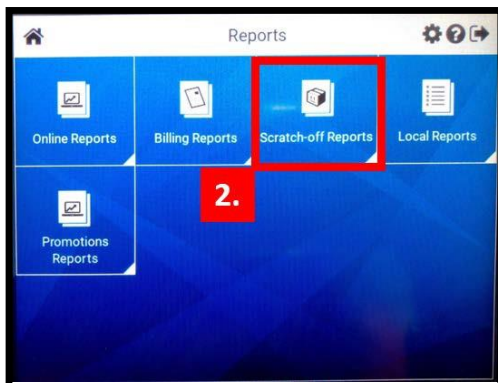 Reports
Online Reports
Billing Reports
Scratch-off Reports
Local Reports
2.
Promotions
Reports